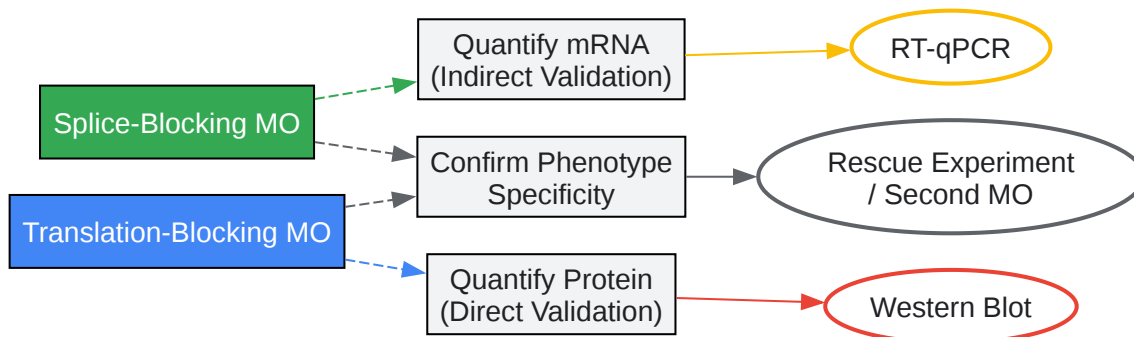 Splice-Blocking MO
Translation-Blocking MO
Quantify mRNA
(Indirect Validation)
Confirm Phenotype
Specificity
Quantify Protein
(Direct Validation)
RT-qPCR
Rescue Experiment
/ Second MO
Western Blot